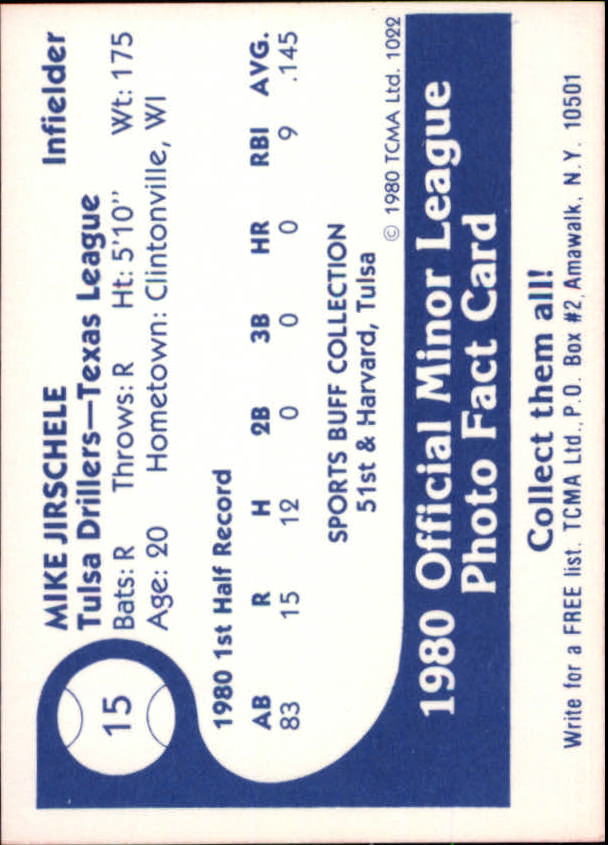 15
MIKE JIRSCHELE Infielder
Tulsa Drillers—Texas League
Bats: R Throws: R Ht: 5'10" Wt: 175
Age: 20 Hometown: Clintonville, WI
1980 1st Half Record
AB R H 2B 3B HR RBI AVG.
83 15 12 0 0 0 9 .145
SPORTS BUFF COLLECTION
51st & Harvard, Tulsa
© 1980 TCMA Ltd. 1022
1980 Official Minor League
Photo Fact Card
Collect them all!
Write for a FREE list. TCMA Ltd., P.O. Box #2, Amawalk, N.Y. 10501